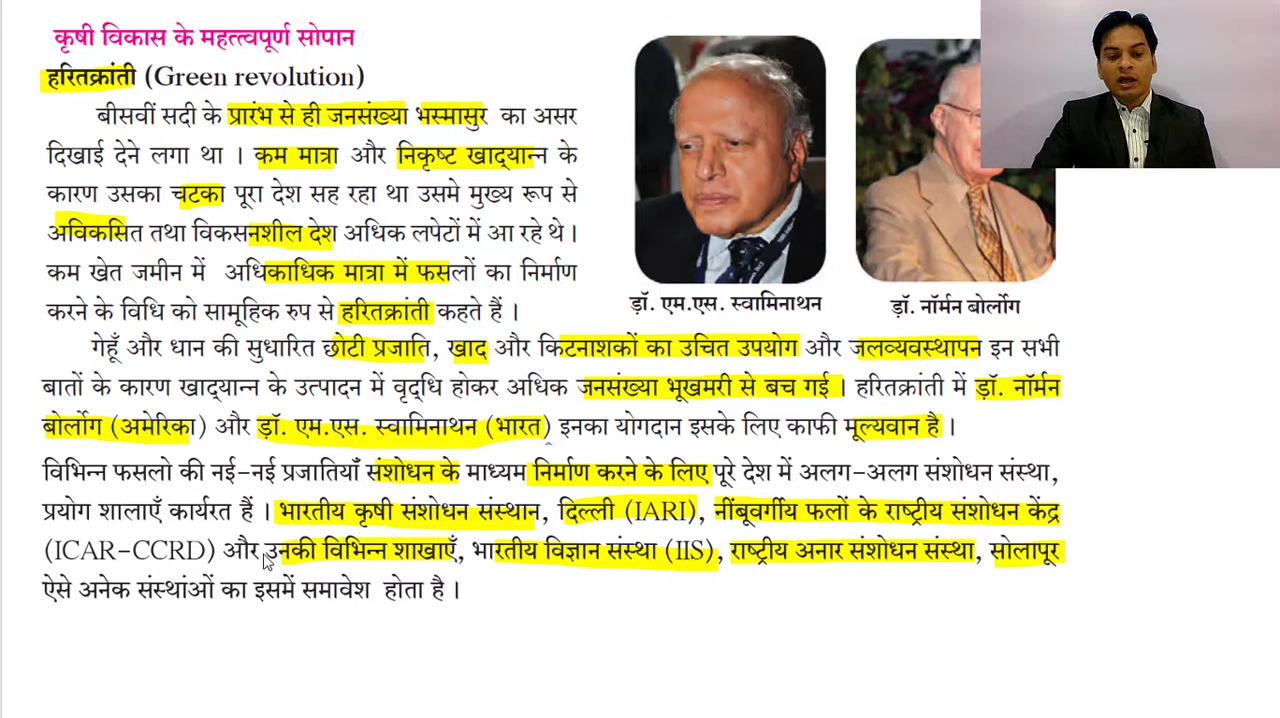 कृषी विकास के महत्त्वपूर्ण सोपान
हरितक्रांती (Green revolution)
बीसवीं सदी के प्रारंभ से ही जनसंख्या भस्मासुर का असर
दिखाई देने लगा था । कम मात्रा और निकृष्ट खाद्‌यान्न के
कारण उसका चटका पूरा देश सह रहा था उसमे मुख्य रूप से
अविकसित तथा विकसनशील देश अधिक लपेटों में आ रहे थे ।
कम खेत जमीन में अधिकाधिक मात्रा में फसलों का निर्माण
करने के विधि को सामूहिक रुप से हरितक्रांती कहते हैं ।
डॉ. एम.एस. स्वामिनाथन
डॉ. नॉर्मन बोर्लोग
गेहूँ और धान की सुधारित छोटी प्रजाति, खाद और किटनाशकों का उचित उपयोग और जलव्यवस्थापन इन सभी
बातों के कारण खाद्‌यान्न के उत्पादन में वृद्‌धि होकर अधिक जनसंख्या भूखमरी से बच गई । हरितक्रांती में डॉ. नॉर्मन
बोर्लोग (अमेरिका) और डॉ. एम.एस. स्वामिनाथन (भारत) इनका योगदान इसके लिए काफी मूल्यवान है ।
विभिन्न फसलो की नई-नई प्रजातियाँ संशोधन के माध्यम निर्माण करने के लिए पूरे देश में अलग-अलग संशोधन संस्था,
प्रयोग शालाएँ कार्यरत हैं । भारतीय कृषी संशोधन संस्थान, दिल्ली (IARI), नींबूवर्गीय फलों के राष्ट्रीय संशोधन केंद्र
(ICAR-CCRD) और उनकी विभिन्न शाखाएँ, भारतीय विज्ञान संस्था (IIS), राष्ट्रीय अनार संशोधन संस्था, सोलापूर
ऐसे अनेक संस्थांओं का इसमें समावेश होता है ।